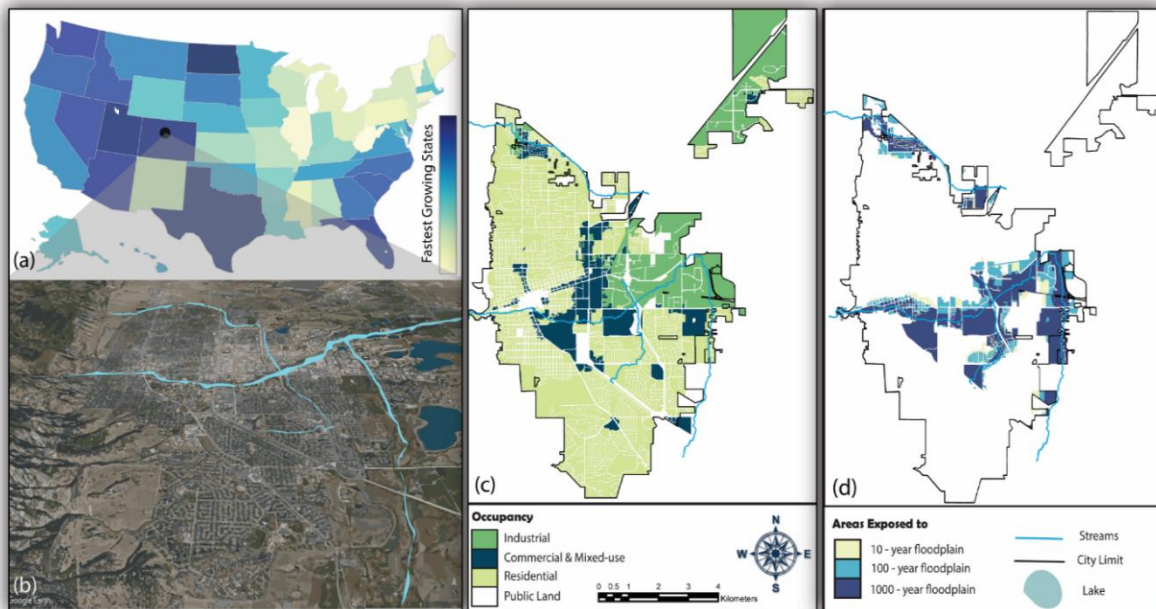 Fastest Growing States
(a)
(b)
Google Earth
(c)
Occupancy
Industrial
Commercial & Mixed-use
Residential
Public Land
N
W E
S
0 0.5 1 2 3 4
Kilometers
(d)
Areas Exposed to
10 - year floodplain
100 - year floodplain
1000 - year floodplain
Streams
City Limit
Lake